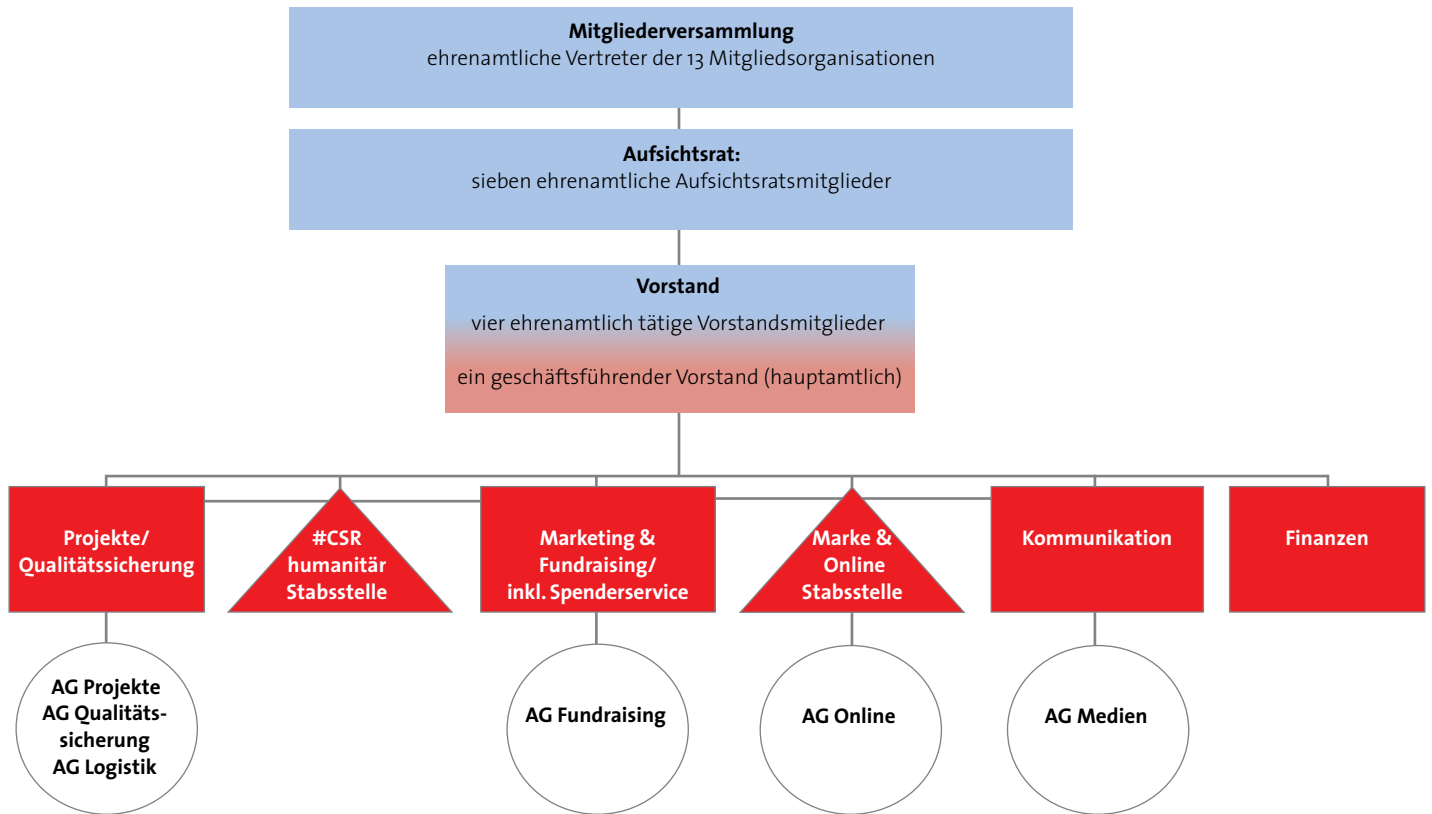 Mitgliederversammlung
ehrenamtliche Vertreter der 13 Mitgliedsorganisationen
Aufsichtsrat:
sieben ehrenamtliche Aufsichtsratsmitglieder
Vorstand
vier ehrenamtlich tätige Vorstandsmitglieder
ein geschäftsführender Vorstand (hauptamtlich)
Projekte/
Qualitätssicherung
#CSR
humanitär
Stabsstelle
Marketing &
Fundraising/
inkl. Spenderservice
Marke &
Online
Stabsstelle
Kommunikation
Finanzen
AG Projekte
AG Qualitäts-
sicherung
AG Logistik
AG Fundraising
AG Online
AG Medien